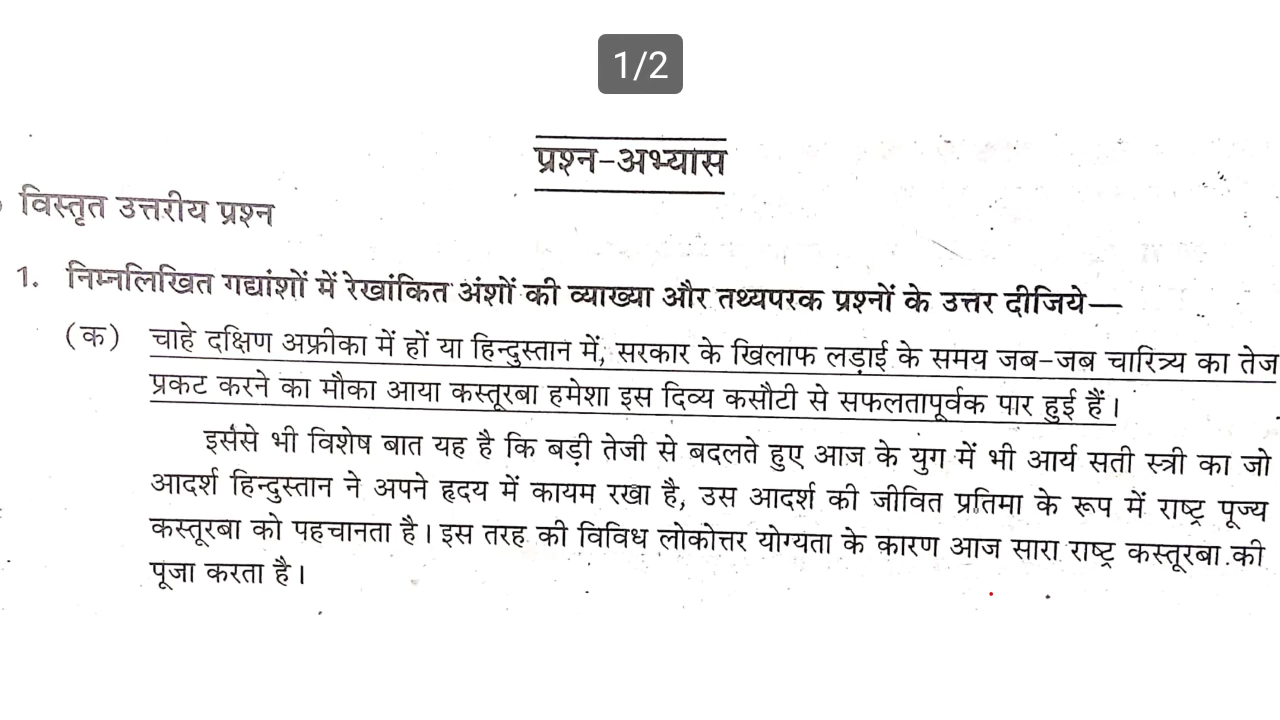 1/2
प्रश्न-अभ्यास
विस्तृत उत्तरीय प्रश्न
1. निम्नलिखित गद्यांशों में रेखांकित अंशों की व्याख्या और तथ्यपरक प्रश्नों के उत्तर दीजिये—
(क) चाहे दक्षिण अफ्रीका में हों या हिन्दुस्तान में, सरकार के खिलाफ लड़ाई के समय जब-जब चारित्र्य का तेज
प्रकट करने का मौका आया कस्तूरबा हमेशा इस दिव्य कसौटी से सफलतापूर्वक पार हुई हैं।
इससे भी विशेष बात यह है कि बड़ी तेजी से बदलते हुए आज के युग में भी आर्य सती स्त्री का जो
आदर्श हिन्दुस्तान ने अपने हृदय में कायम रखा है, उस आदर्श की जीवित प्रतिमा के रूप में राष्ट्र पूज्य
कस्तूरबा को पहचानता है। इस तरह की विविध लोकोत्तर योग्यता के कारण आज सारा राष्ट्र कस्तूरबा की
पूजा करता है।